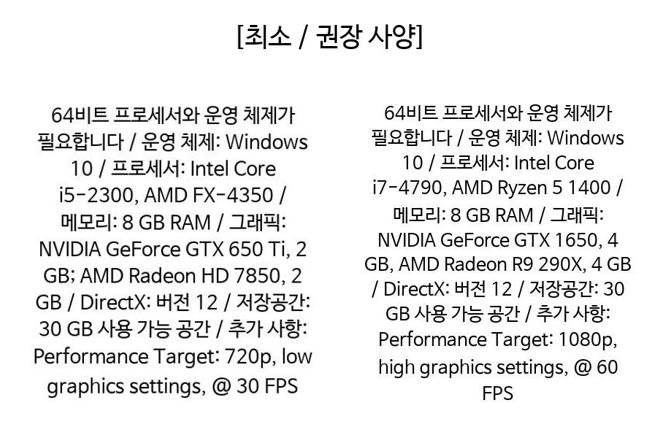 [최소 / 권장 사양]
64비트 프로세서와 운영 체제가
필요합니다 / 운영 체제: Windows
10 / 프로세서: Intel Core
i5-2300, AMD FX-4350 /
메모리: 8 GB RAM / 그래픽:
NVIDIA GeForce GTX 650 Ti, 2
GB; AMD Radeon HD 7850, 2
GB / DirectX: 버전 12 / 저장공간:
30 GB 사용 가능 공간 / 추가 사항:
Performance Target: 720p, low
graphics settings, @ 30 FPS
64비트 프로세서와 운영 체제가
필요합니다 / 운영 체제: Windows
10 / 프로세서: Intel Core
i7-4790, AMD Ryzen 5 1400 /
메모리: 8 GB RAM / 그래픽:
NVIDIA GeForce GTX 1650, 4
GB, AMD Radeon R9 290X, 4 GB
/ DirectX: 버전 12 / 저장공간: 30
GB 사용 가능 공간 / 추가 사항:
Performance Target: 1080p,
high graphics settings, @ 60
FPS